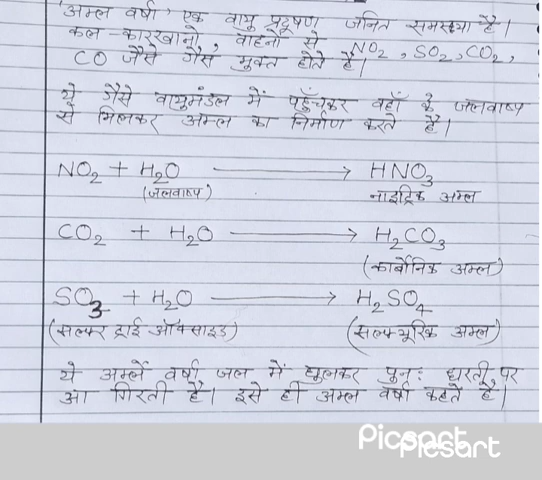 'अम्ल वर्षा' एक वायु प्रदूषण जनित समस्या है।
कल-कारखानो, वाहनों से NO₂, SO₂, CO₂,
CO जैसे गैस मुक्त होते हैं।
ये गैसे वायुमंडल में पहुँचकर वहाँ के जलवाष्प
से मिलकर अम्ल का निर्माण करते है।
NO₂ + H₂O ⟶ HNO₃
(जलवाष्प) नाइट्रिक अम्ल
CO₂ + H₂O ⟶ H₂CO₃
(कार्बोनिक अम्ल)
SO₃ + H₂O ⟶ H₂SO₄
(सल्फर ट्राई ऑक्साइड) (सल्फ्यूरिक अम्ल)
ये अम्लें वर्षा जल में घूलकर पुनः धरती पर
आ गिरती है। इसे ही अम्ल वर्षा कहते है।
Picsart
Picsart